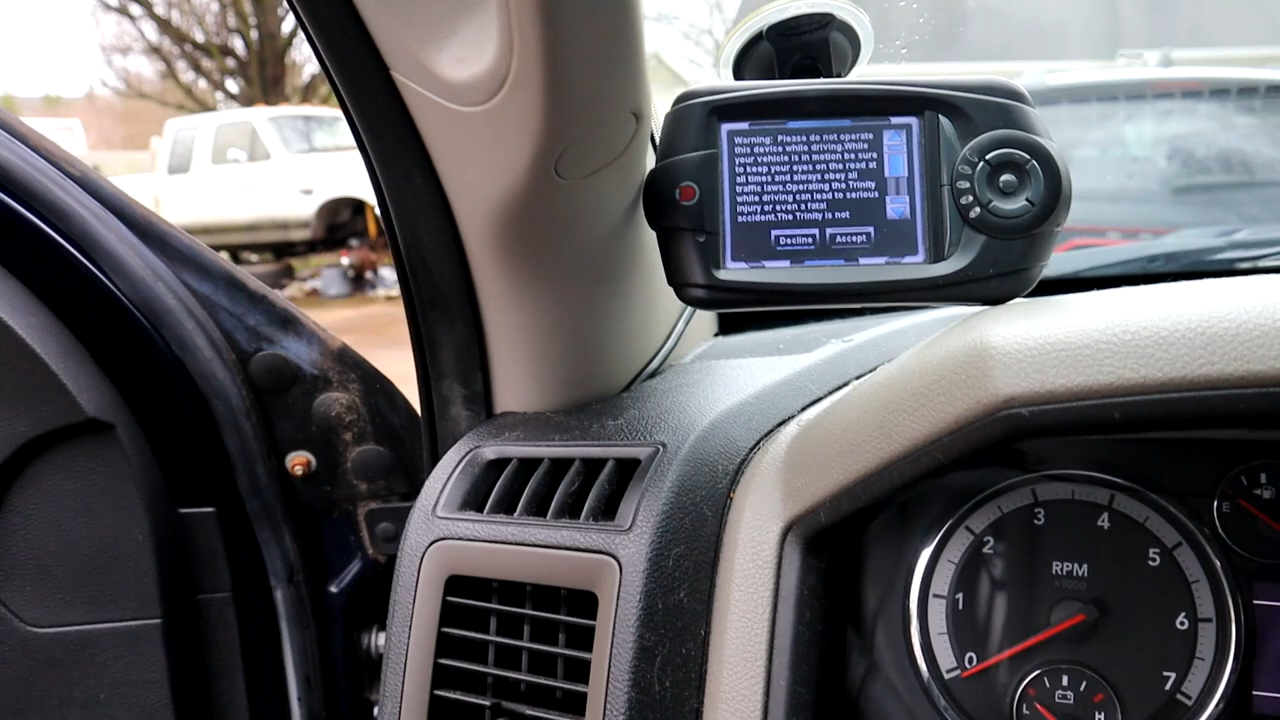 Warning: Please do not operate
this device while driving.While
your vehicle is in motion be sure
to keep your eyes on the road at
all times and always obey all
traffic laws.Operating the Trinity
while driving can lead to serious
injury or even a fatal
accident.The Trinity is not
Decline Accept
0 1 2 3 4 5 6 7
RPM
x1000
E
L H